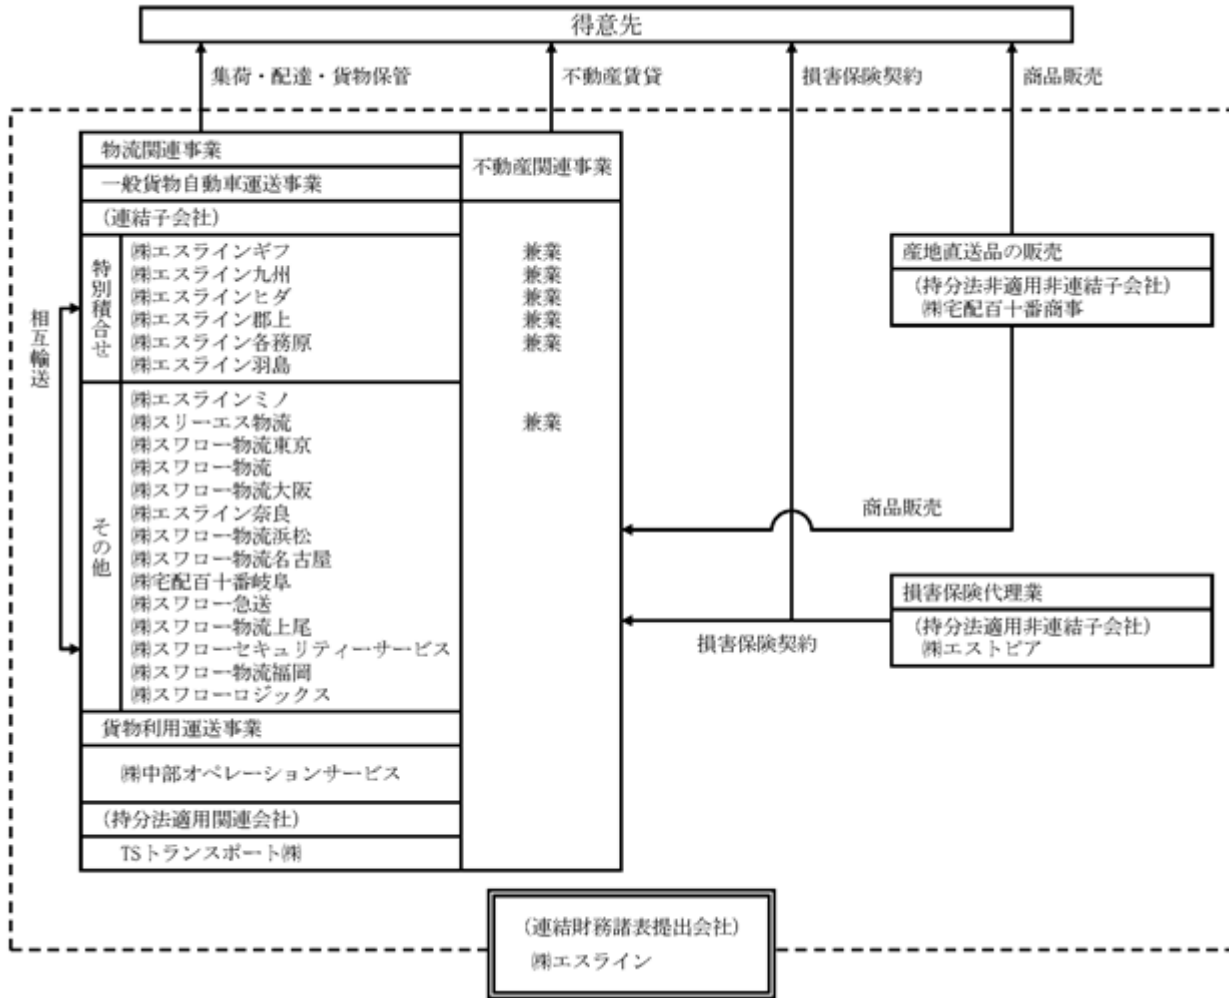 得意先
集荷・配達・貨物保管
不動産賃貸
損害保険契約
商品販売
物流関連事業
不動産関連事業
一般貨物自動車運送事業
(連結子会社)
特別積合せ
㈱エスラインギフ 兼業
㈱エスライン九州 兼業
㈱エスラインヒダ 兼業
㈱エスライン郡上 兼業
㈱エスライン各務原 兼業
㈱エスライン羽島
相互輸送
その他
㈱エスラインミノ
㈱スリーエス物流 兼業
㈱スワロー物流東京
㈱スワロー物流
㈱スワロー物流大阪
㈱エスライン奈良
㈱スワロー物流浜松
㈱スワロー物流名古屋
㈱宅配百十番岐阜
㈱スワロー急送
㈱スワロー物流上尾
㈱スワローセキュリティーサービス
㈱スワロー物流福岡
㈱スワローロジックス
貨物利用運送事業
㈱中部オペレーションサービス
(持分法適用関連会社)
TSトランスポート㈱
産地直送品の販売
(持分法非適用非連結子会社)
㈱宅配百十番商事
商品販売
損害保険代理業
(持分法適用非連結子会社)
㈱エストピア
損害保険契約
(連結財務諸表提出会社)
㈱エスライン